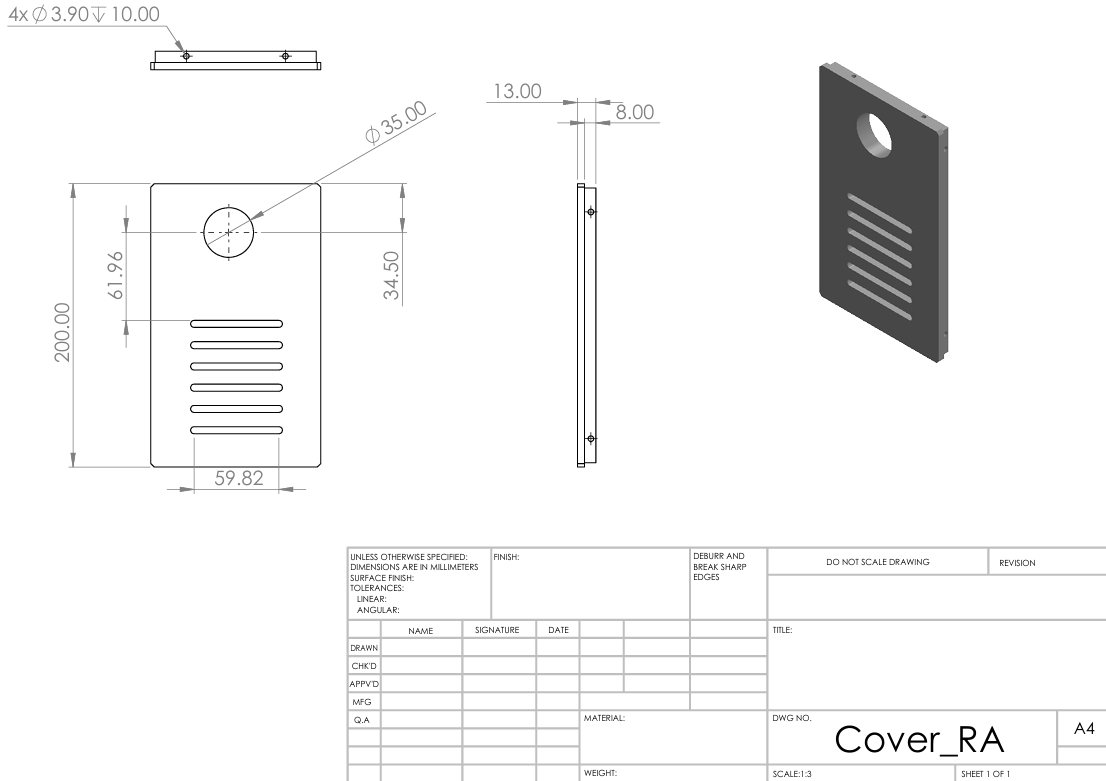 4x ∅ 3.90 ↧ 10.00
13.00
8.00
∅ 35.00
61.96
34.50
200.00
59.82
UNLESS OTHERWISE SPECIFIED:
DIMENSIONS ARE IN MILLIMETERS
SURFACE FINISH:
TOLERANCES:
LINEAR:
ANGULAR:
FINISH:
DEBURR AND
BREAK SHARP
EDGES
DO NOT SCALE DRAWING
REVISION
NAME
SIGNATURE
DATE
TITLE:
DRAWN
CHK'D
APPV'D
MFG
Q.A
MATERIAL:
DWG NO.
Cover_RA
A4
WEIGHT:
SCALE:1:3
SHEET 1 OF 1